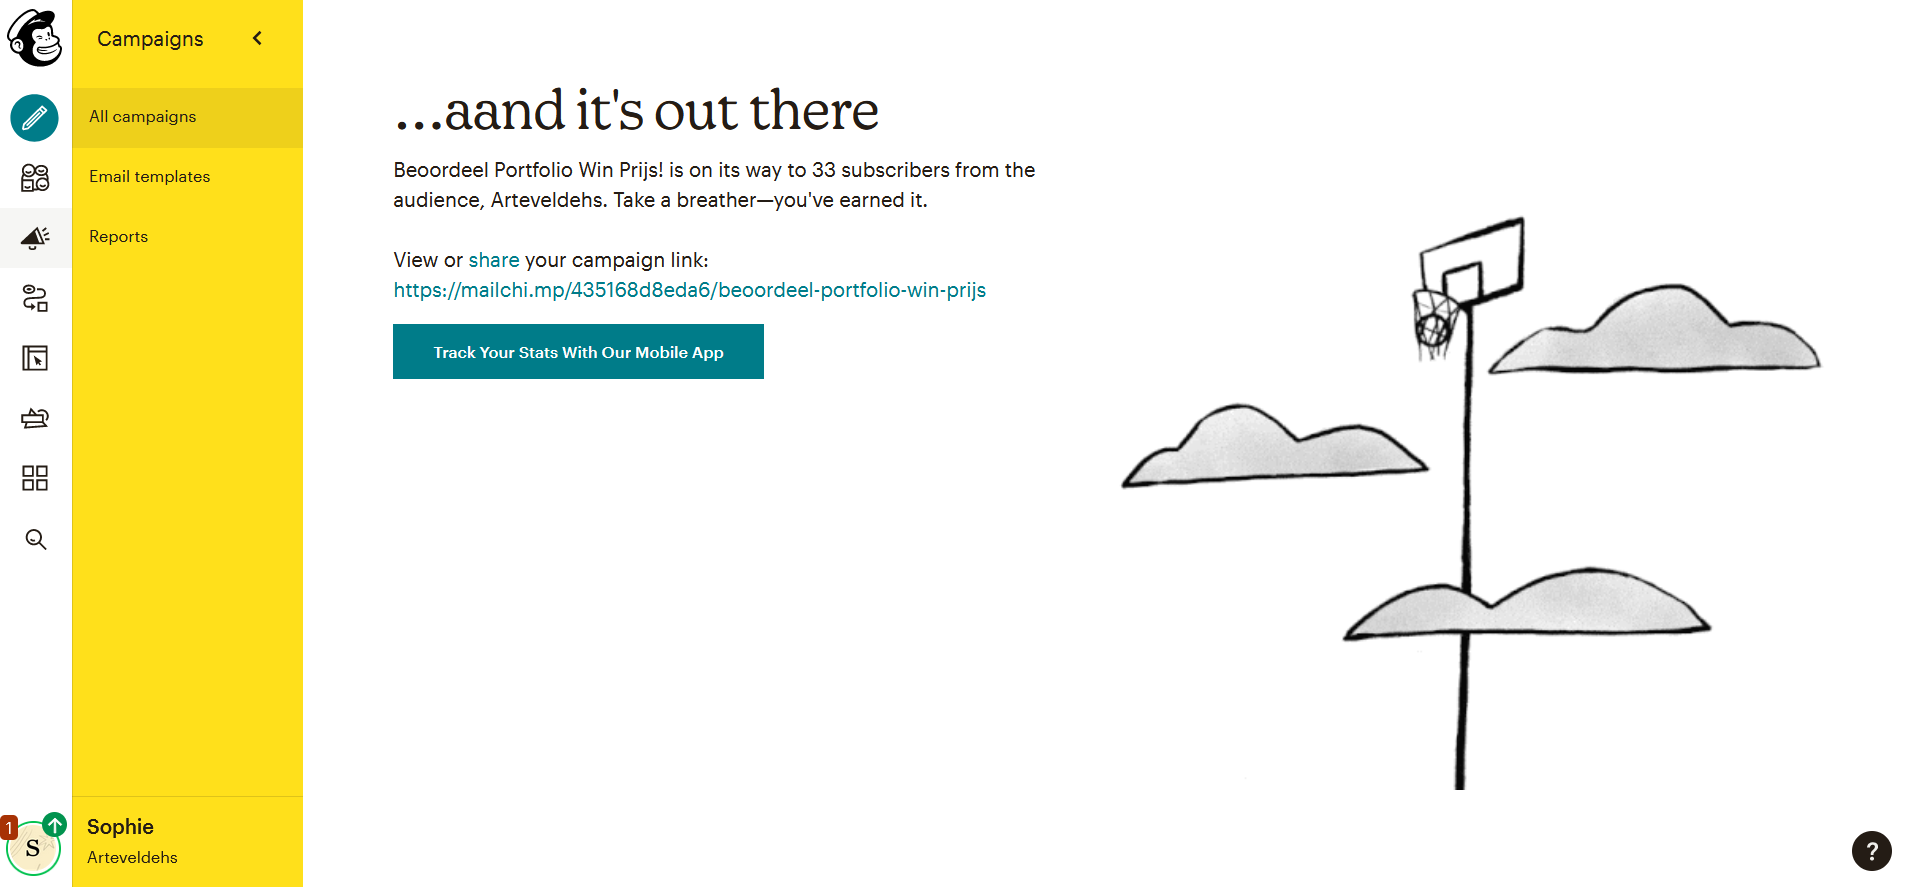 Campaigns
All campaigns
Email templates
Reports
...aand it's out there
Beoordeel Portfolio Win Prijs! is on its way to 33 subscribers from the
audience, Arteveldehs. Take a breather—you've earned it.
View or share your campaign link:
https://mailchi.mp/435168d8eda6/beoordeel-portfolio-win-prijs
Track Your Stats With Our Mobile App
1
S
Sophie
Arteveldehs
?